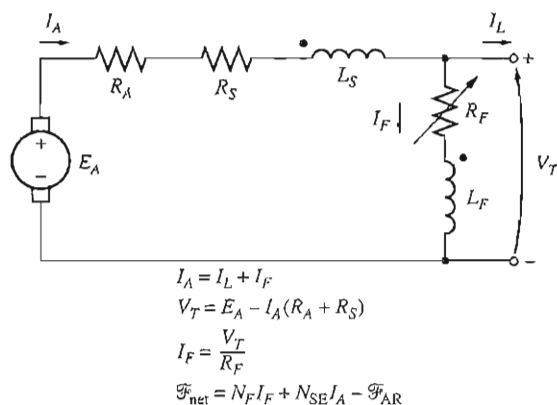 I_A I_L
+
R_A R_S L_S
I_F R_F
+ E_A V_T
−
L_F
−
I_A = I_L + I_F
V_T = E_A − I_A(R_A + R_S)
I_F = V_T / R_F
ℱ_net = N_F I_F + N_SE I_A − ℱ_AR